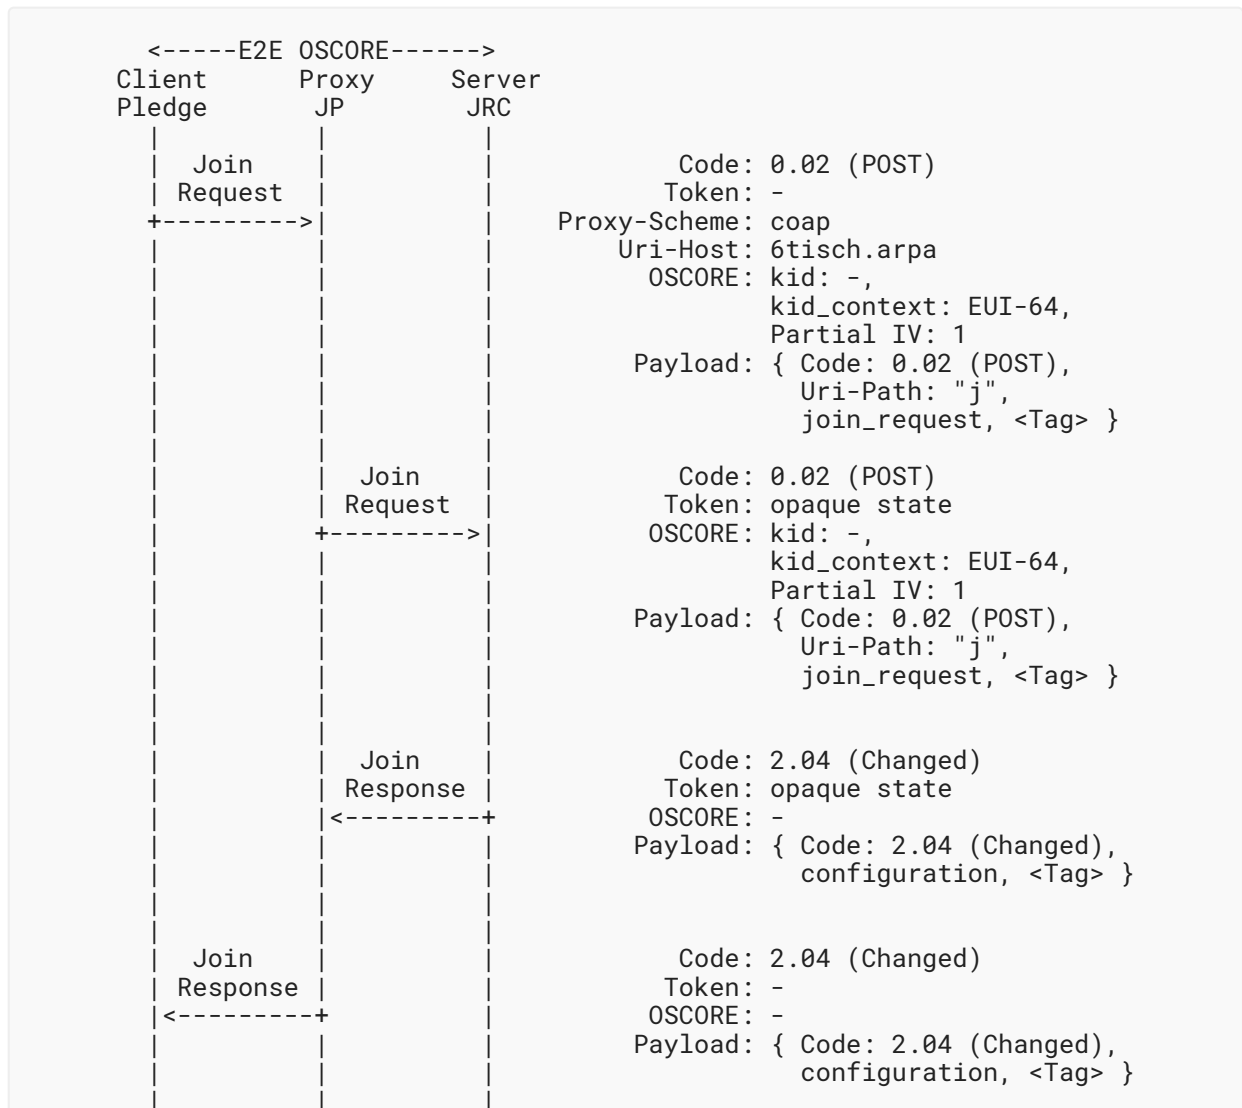 <-----E2E OSCORE------>
Client      Proxy     Server
Pledge       JP         JRC
Join                            Code: 0.02 (POST)
Request                         Token: -
+--------->|          |    Proxy-Scheme: coap
Uri-Host: 6tisch.arpa
OSCORE: kid: -,
kid_context: EUI-64,
Partial IV: 1
Payload: { Code: 0.02 (POST),
Uri-Path: "j",
join_request, <Tag> }
Join                 Code: 0.02 (POST)
Request              Token: opaque state
+--------->|          OSCORE: kid: -,
kid_context: EUI-64,
Partial IV: 1
Payload: { Code: 0.02 (POST),
Uri-Path: "j",
join_request, <Tag> }
Join                 Code: 2.04 (Changed)
Response             Token: opaque state
|<---------+          OSCORE: -
Payload: { Code: 2.04 (Changed),
configuration, <Tag> }
Join                            Code: 2.04 (Changed)
Response                        Token: -
|<---------+          |          OSCORE: -
Payload: { Code: 2.04 (Changed),
configuration, <Tag> }